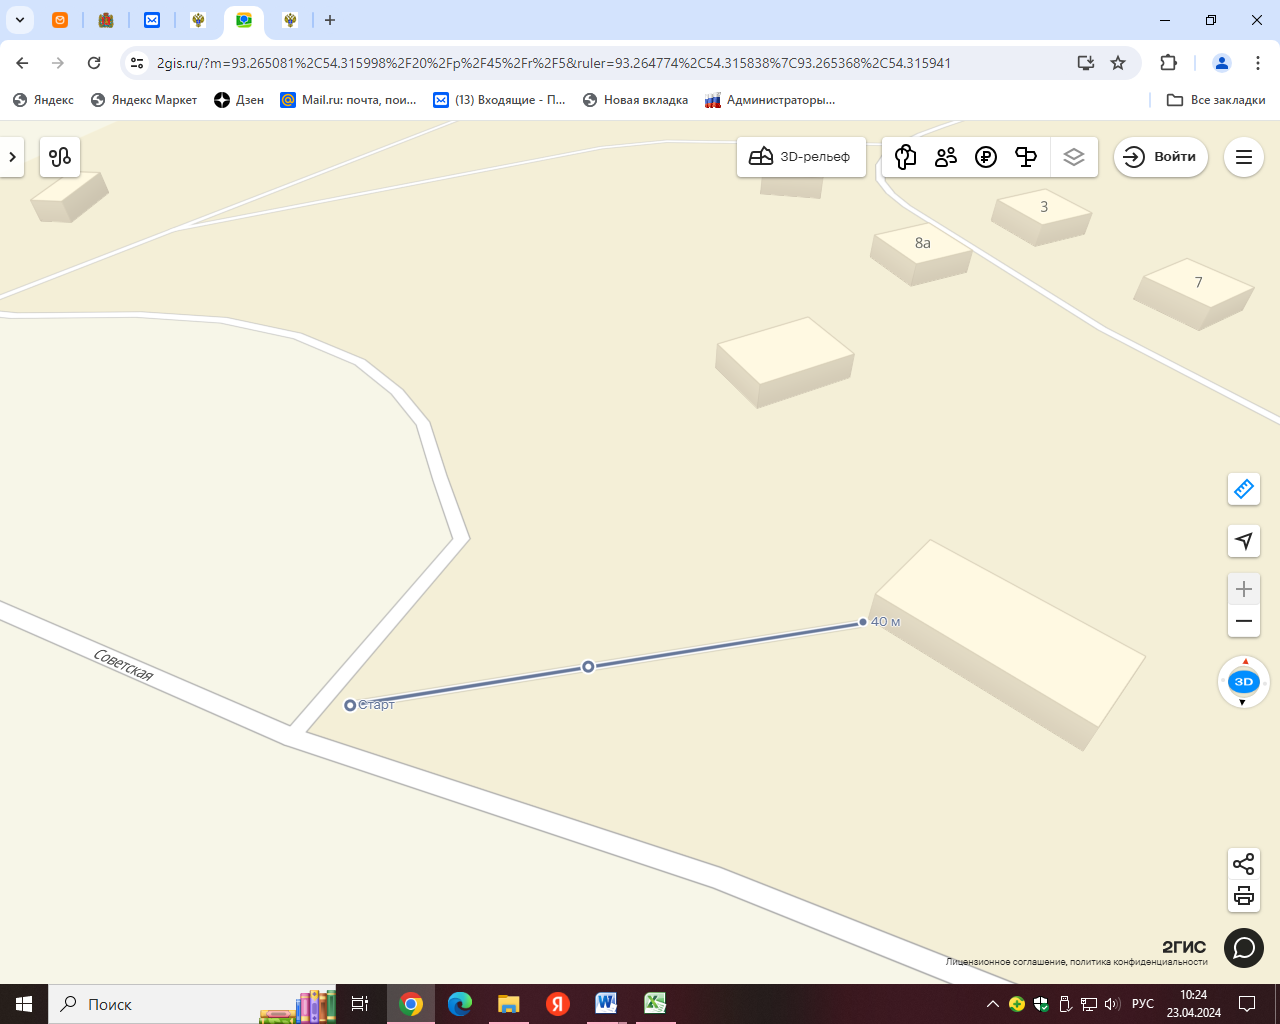 2gis.ru/?m=93.265081%2C54.315998%2F20%2Fp%2F45%2Fr%2F5&ruler=93.264774%2C54.315838%7C93.265368%2C54.315941
Яндекс
Яндекс Маркет
Дзен
Mail.ru: почта, пои...
(13) Входящие - П...
Новая вкладка
Администраторы...
Все закладки
3D-рельеф
Войти
3
8а
7
40 м
Советская
Старт
3D
2ГИС
Лицензионное соглашение, политика конфиденциальности
Поиск
РУС
10:24
23.04.2024